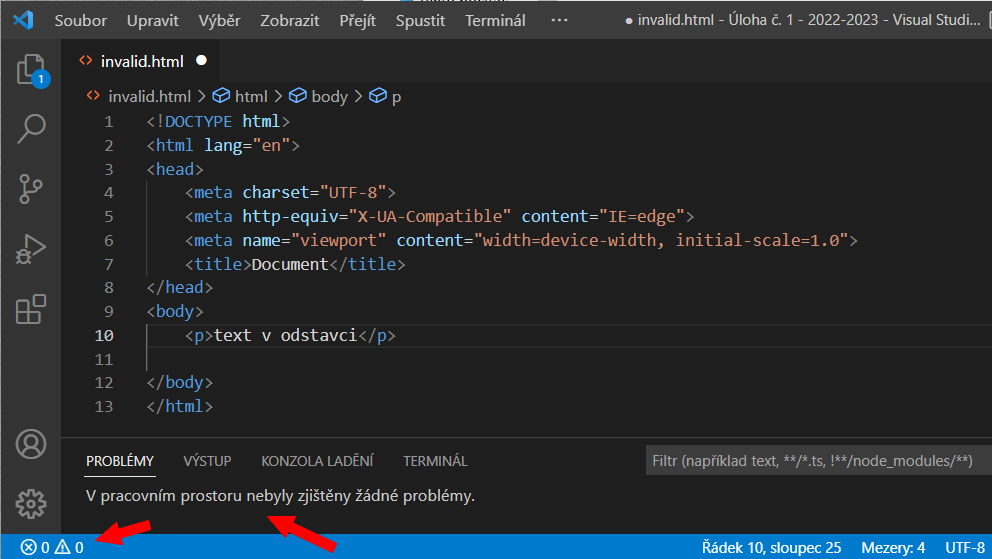 Soubor Upravit Výběr Zobrazit Přejít Spustit Terminál ··· ● invalid.html - Úloha č. 1 - 2022-2023 - Visual Studi...
<> invalid.html ●
<> invalid.html > html > body > p
1 <!DOCTYPE html>
2 <html lang="en">
3 <head>
4 <meta charset="UTF-8">
5 <meta http-equiv="X-UA-Compatible" content="IE=edge">
6 <meta name="viewport" content="width=device-width, initial-scale=1.0">
7 <title>Document</title>
8 </head>
9 <body>
10 <p>text v odstavci</p>
11
12 </body>
13 </html>
1
PROBLÉMY VÝSTUP KONZOLA LADĚNÍ TERMINÁL Filtr (například text, **/*.ts, !**/node_modules/**)
V pracovním prostoru nebyly zjištěny žádné problémy.
0 0 Řádek 10, sloupec 25 Mezery: 4 UTF-8